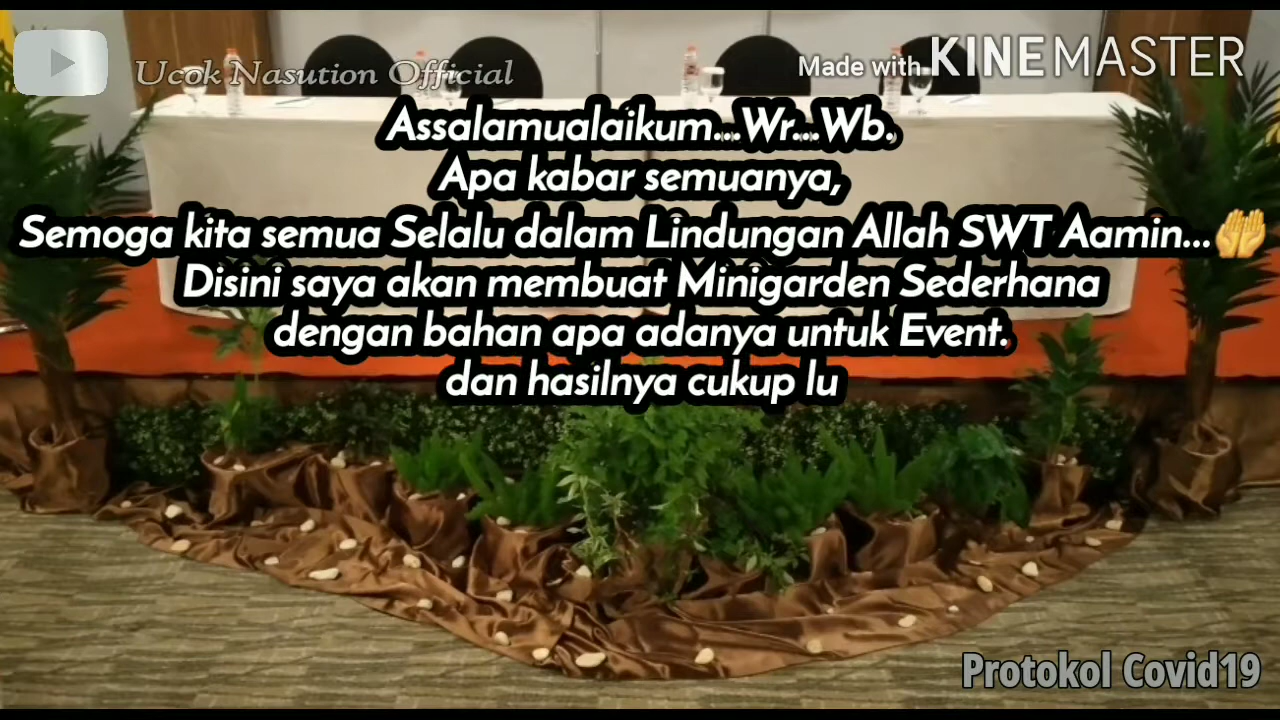 Ucok Nasution Official
Made with KINEMASTER
Assalamualaikum...Wr...Wb.
Apa kabar semuanya,
Semoga kita semua Selalu dalam Lindungan Allah SWT Aamin...🤲
Disini saya akan membuat Minigarden Sederhana
dengan bahan apa adanya untuk Event.
dan hasilnya cukup lu
Protokol Covid19